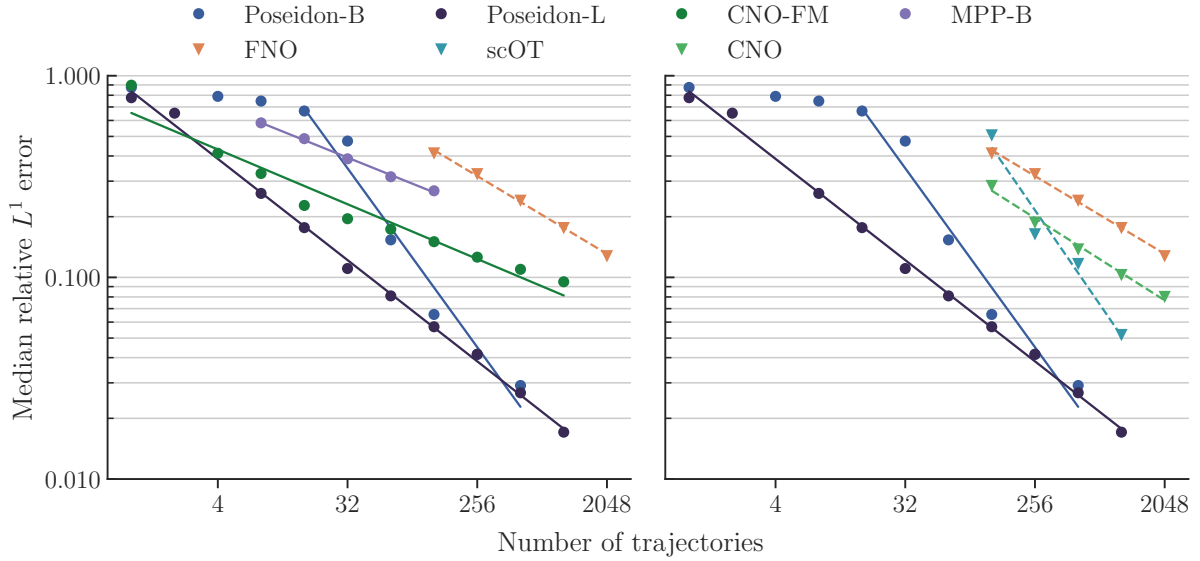 Poseidon-B Poseidon-L CNO-FM MPP-B
FNO scOT CNO
1.000
0.100
0.010
Median relative L¹ error
4 32 256 2048 4 32 256 2048
Number of trajectories